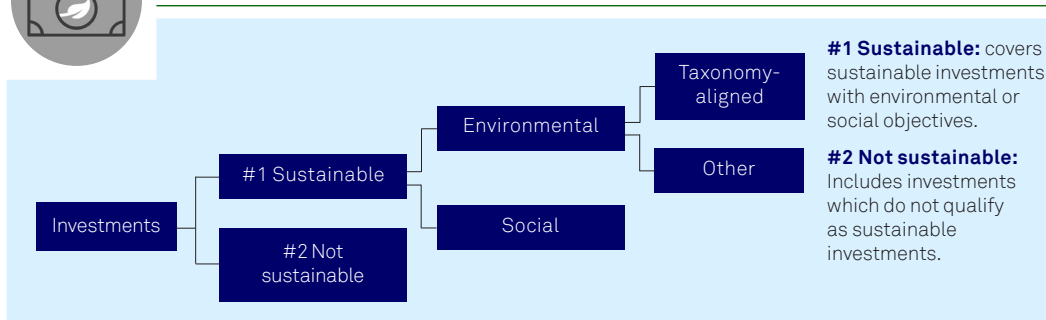 Taxonomy-
aligned
Environmental
Other
#1 Sustainable
Investments
Social
#2 Not
sustainable
#1 Sustainable: covers
sustainable investments
with environmental or
social objectives.
#2 Not sustainable:
Includes investments
which do not qualify
as sustainable
investments.